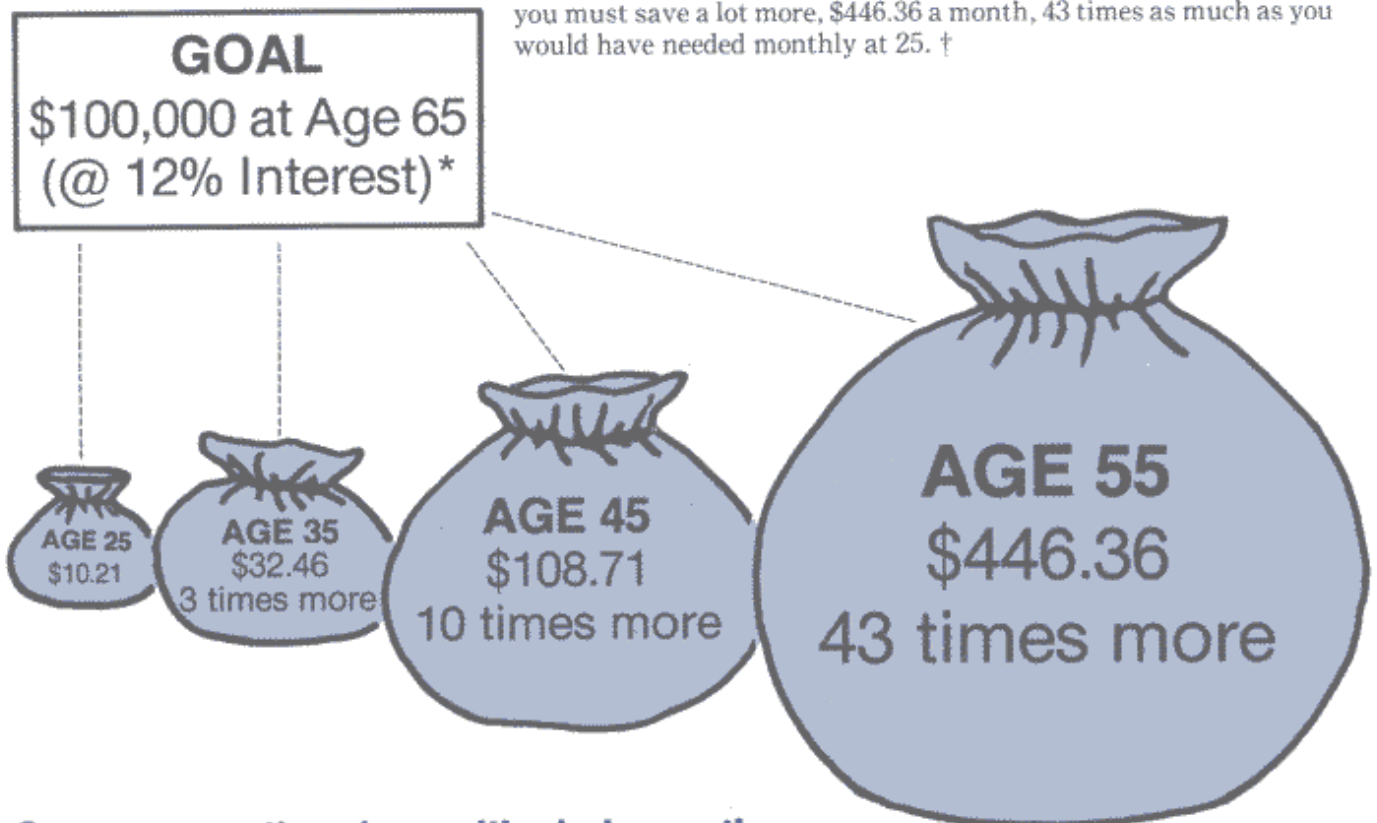 you must save a lot more, $446.36 a month, 43 times as much as you
would have needed monthly at 25. †
GOAL
$100,000 at Age 65
(@ 12% Interest)*
AGE 25
$10.21
AGE 35
$32.46
3 times more
AGE 45
$108.71
10 times more
AGE 55
$446.36
43 times more